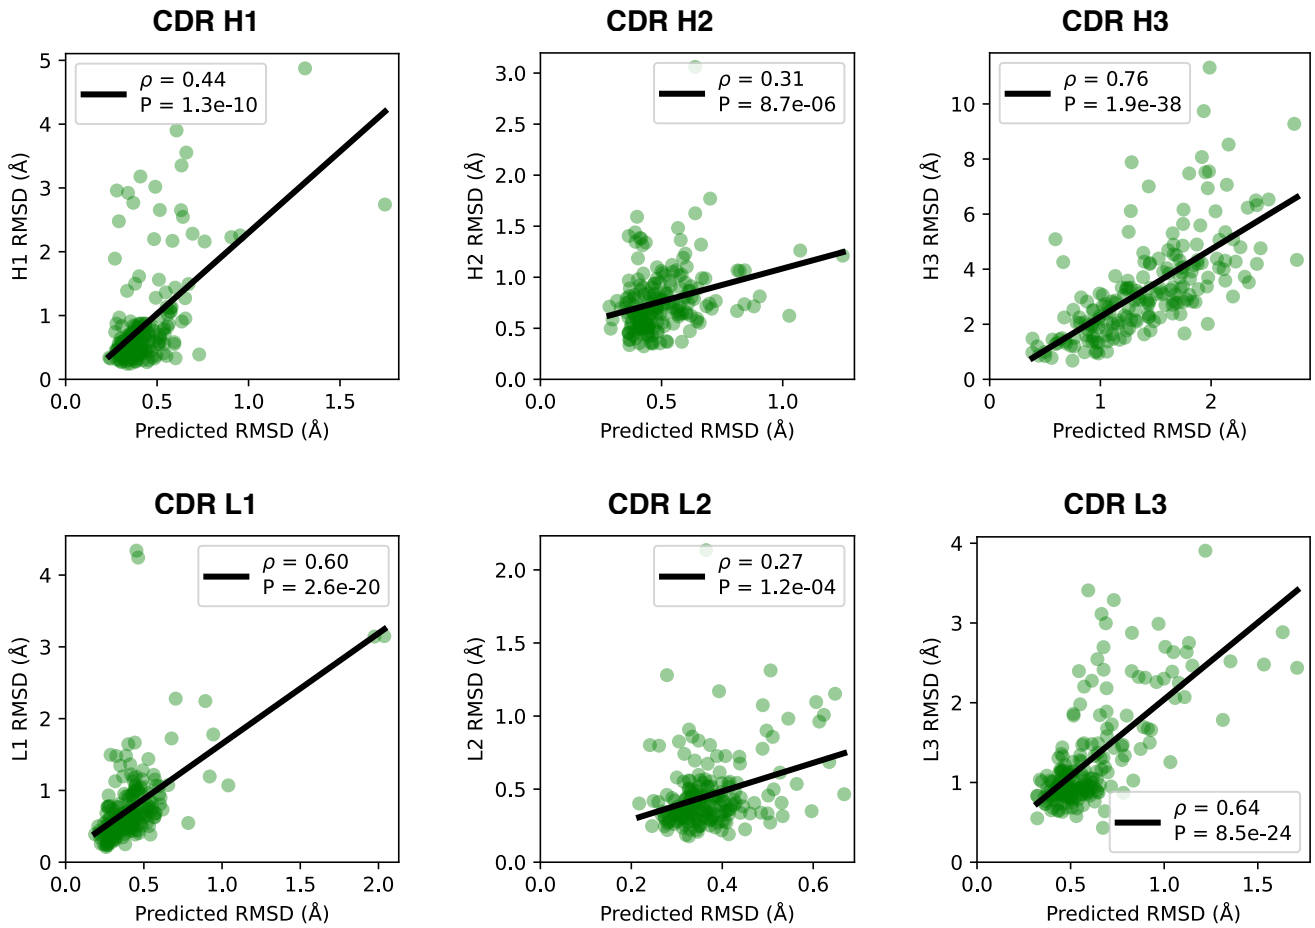 CDR H1
CDR H2
CDR H3
5
4
3
2
1
0
H1 RMSD (Å)
ρ = 0.44
P = 1.3e-10
0.0
0.5
1.0
1.5
Predicted RMSD (Å)
3.0
2.5
2.0
1.5
1.0
0.5
0.0
H2 RMSD (Å)
ρ = 0.31
P = 8.7e-06
0.0
0.5
1.0
Predicted RMSD (Å)
10
8
6
4
2
0
H3 RMSD (Å)
ρ = 0.76
P = 1.9e-38
0
1
2
Predicted RMSD (Å)
CDR L1
CDR L2
CDR L3
4
3
2
1
0
L1 RMSD (Å)
ρ = 0.60
P = 2.6e-20
0.0
0.5
1.0
1.5
2.0
Predicted RMSD (Å)
2.0
1.5
1.0
0.5
0.0
L2 RMSD (Å)
ρ = 0.27
P = 1.2e-04
0.0
0.2
0.4
0.6
Predicted RMSD (Å)
4
3
2
1
0
L3 RMSD (Å)
ρ = 0.64
P = 8.5e-24
0.0
0.5
1.0
1.5
Predicted RMSD (Å)